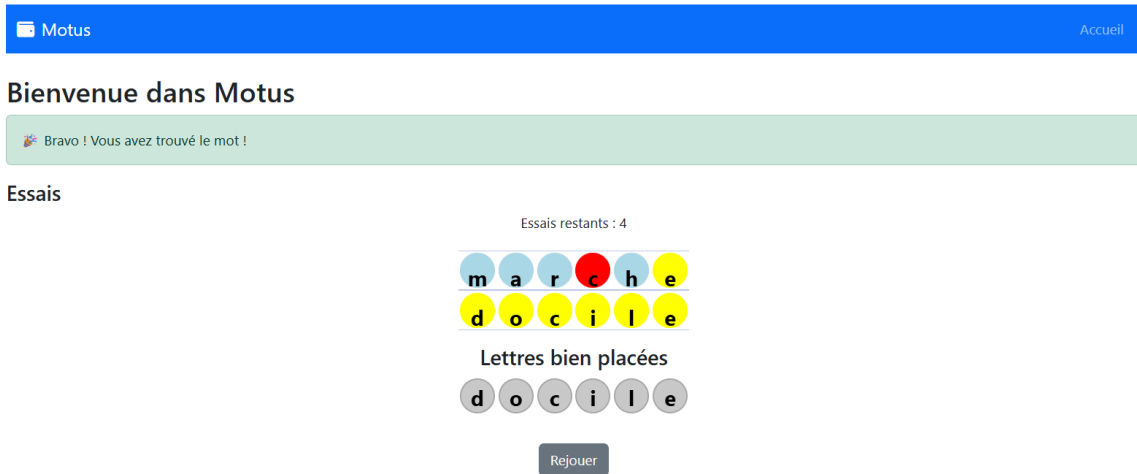 Motus Accueil
Bienvenue dans Motus
🎉 Bravo ! Vous avez trouvé le mot !
Essais
Essais restants : 4
m a r c h e
d o c i l e
Lettres bien placées
d o c i l e
Rejouer